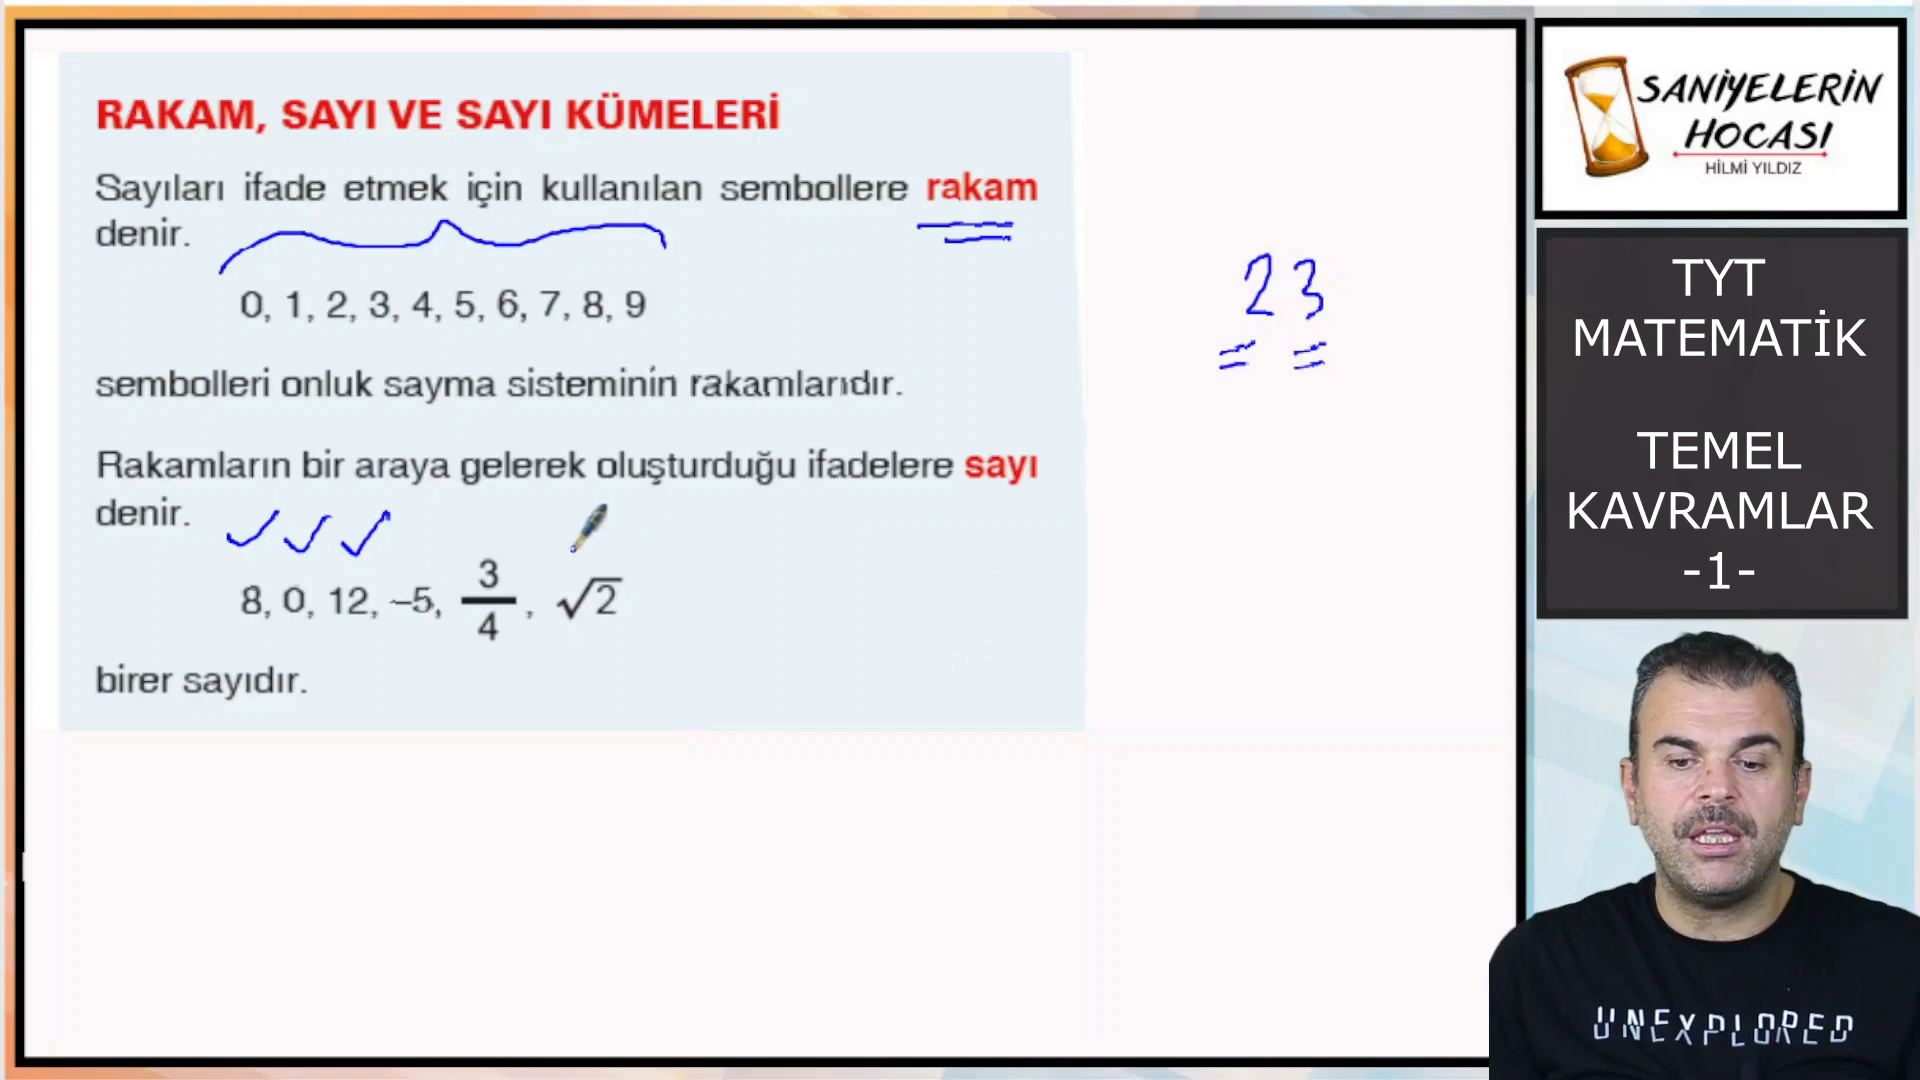 RAKAM, SAYI VE SAYI KÜMELERİ
Sayıları ifade etmek için kullanılan sembollere rakam
denir.
0, 1, 2, 3, 4, 5, 6, 7, 8, 9
sembolleri onluk sayma sisteminin rakamlarıdır.
Rakamların bir araya gelerek oluşturduğu ifadelere sayı
denir.
8, 0, 12, –5, 3/4, √2
birer sayıdır.
23
SANİYELERİN
HOCASI
HİLMİ YILDIZ
TYT
MATEMATİK
TEMEL
KAVRAMLAR
-1-
UNEXPLORED